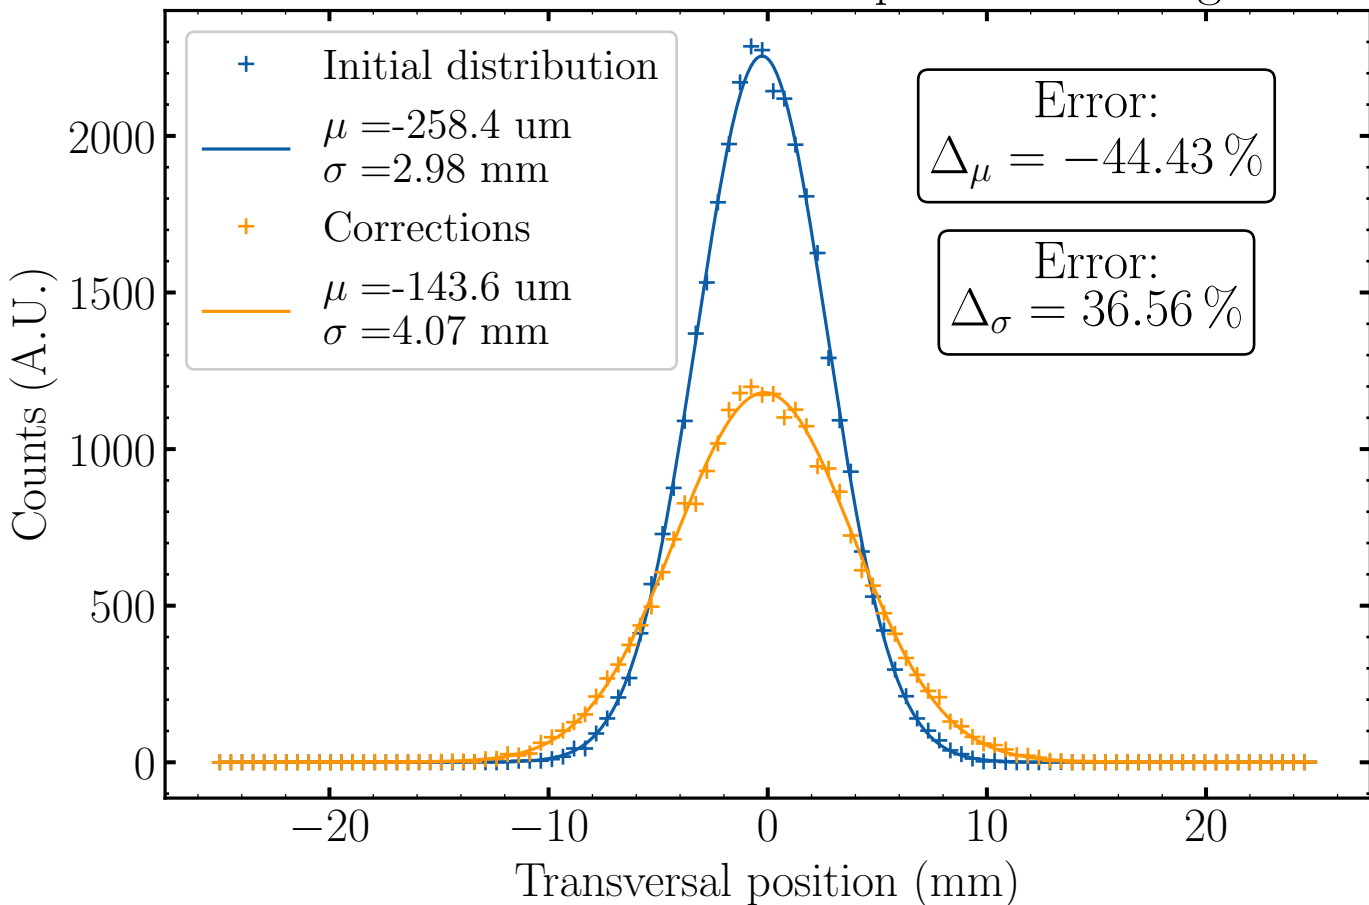 Initial distribution
μ =-258.4 um
σ =2.98 mm
Corrections
μ =-143.6 um
σ =4.07 mm
Error:
Δμ = −44.43 %
Error:
Δσ = 36.56 %
2000
1500
1000
500
0
Counts (A.U.)
−20 −10 0 10 20
Transversal position (mm)